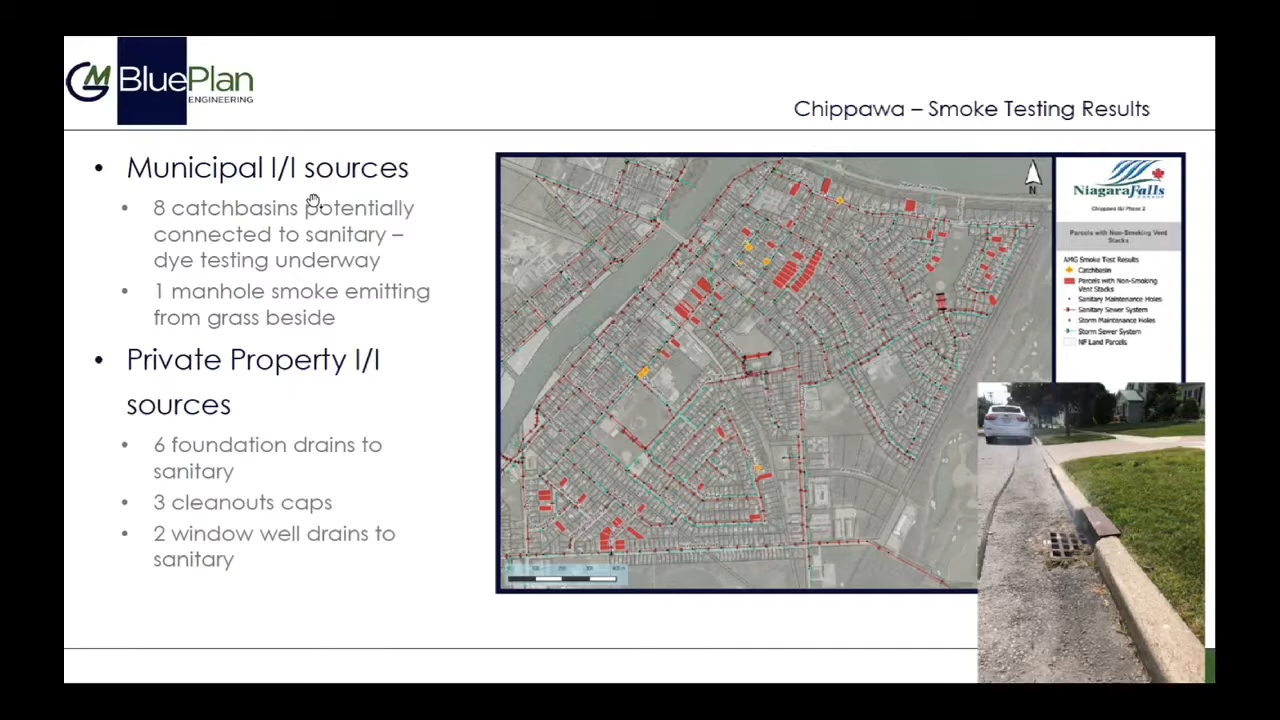 GM BluePlan
ENGINEERING
Chippawa – Smoke Testing Results
• Municipal I/I sources
• 8 catchbasins potentially
connected to sanitary –
dye testing underway
• 1 manhole smoke emitting
from grass beside
• Private Property I/I
sources
• 6 foundation drains to
sanitary
• 3 cleanouts caps
• 2 window well drains to
sanitary
N
NiagaraFalls
Chippawa I&I Phase 2
Parcels with Non-Smoking Vent
Stacks
AMG Smoke Test Results
Catchbasin
Parcels with Non-Smoking
Vent Stacks
Sanitary Maintenance Holes
Sanitary Sewer System
Storm Maintenance Holes
Storm Sewer System
NF Land Parcels